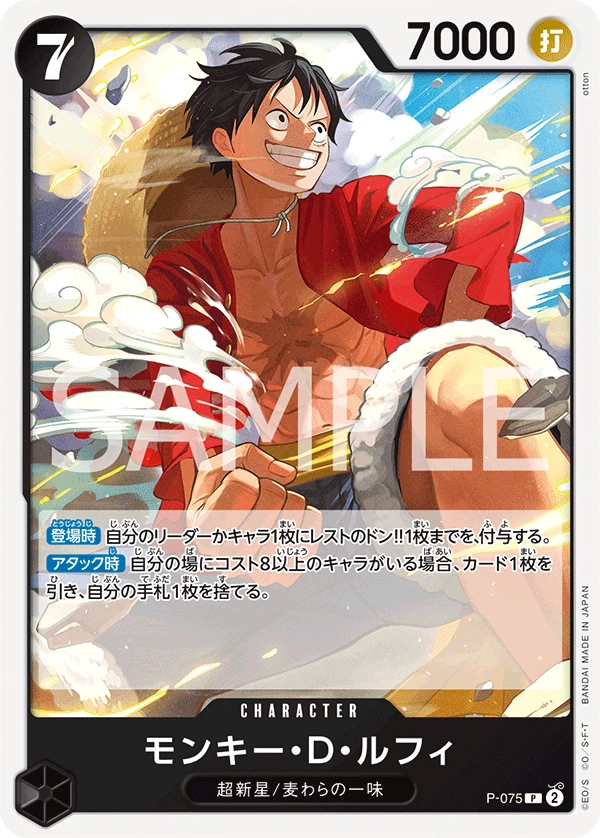 7
7000
打
otton
SAMPLE
登場時 自分のリーダーかキャラ1枚にレストのドン!!1枚までを、付与する。
アタック時 自分の場にコスト8以上のキャラがいる場合、カード1枚を
引き、自分の手札1枚を捨てる。
CHARACTER
モンキー・D・ルフィ
超新星/麦わらの一味
P-075 P 2
©E.O/S ©O/S・F・T BANDAI MADE IN JAPAN